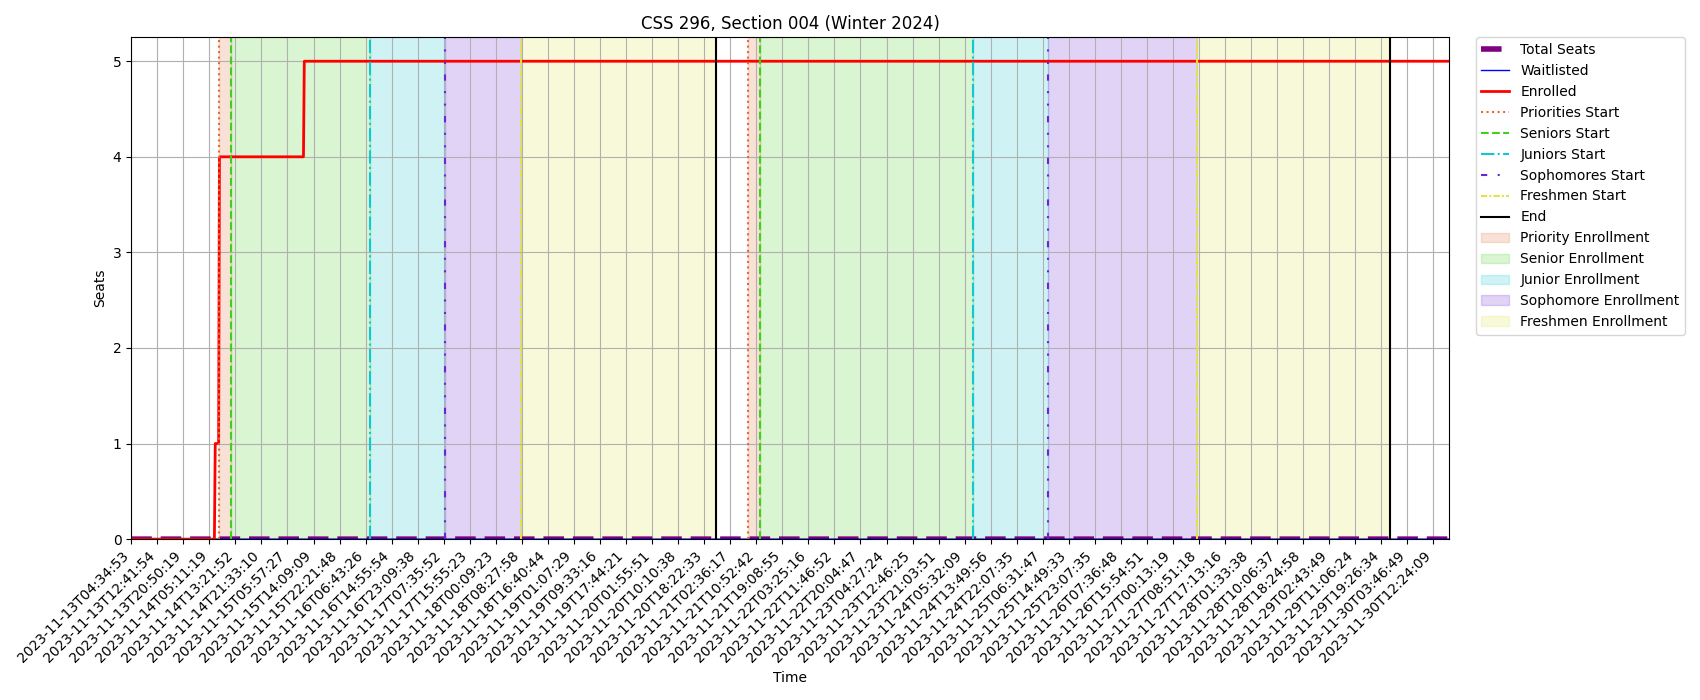 CSS 296, Section 004 (Winter 2024)
Total Seats
Waitlisted
Enrolled
Priorities Start
Seniors Start
Juniors Start
Sophomores Start
Freshmen Start
End
Priority Enrollment
Senior Enrollment
Junior Enrollment
Sophomore Enrollment
Freshmen Enrollment
Seats
5
4
3
2
1
0
2023-11-13T04:34:53
2023-11-13T12:41:54
2023-11-13T20:50:19
2023-11-14T05:11:19
2023-11-14T13:21:52
2023-11-14T21:33:10
2023-11-15T05:57:27
2023-11-15T14:09:09
2023-11-15T22:21:48
2023-11-16T06:43:26
2023-11-16T14:55:54
2023-11-16T23:09:38
2023-11-17T07:35:52
2023-11-17T15:55:23
2023-11-18T00:09:23
2023-11-18T08:27:58
2023-11-18T16:40:44
2023-11-19T01:07:29
2023-11-19T09:33:16
2023-11-19T17:44:21
2023-11-20T01:55:51
2023-11-20T10:10:38
2023-11-20T18:22:33
2023-11-21T02:36:17
2023-11-21T10:52:42
2023-11-21T19:08:55
2023-11-22T03:25:16
2023-11-22T11:46:52
2023-11-22T20:04:47
2023-11-23T04:27:24
2023-11-23T12:46:25
2023-11-23T21:03:51
2023-11-24T05:32:09
2023-11-24T13:49:56
2023-11-24T22:07:35
2023-11-25T06:31:47
2023-11-25T14:49:33
2023-11-25T23:07:35
2023-11-26T07:36:48
2023-11-26T15:54:51
2023-11-27T00:13:19
2023-11-27T08:51:18
2023-11-27T17:13:16
2023-11-28T01:33:38
2023-11-28T10:06:37
2023-11-28T18:24:58
2023-11-29T02:43:49
2023-11-29T11:06:24
2023-11-29T19:26:34
2023-11-30T03:46:49
2023-11-30T12:24:09
Time